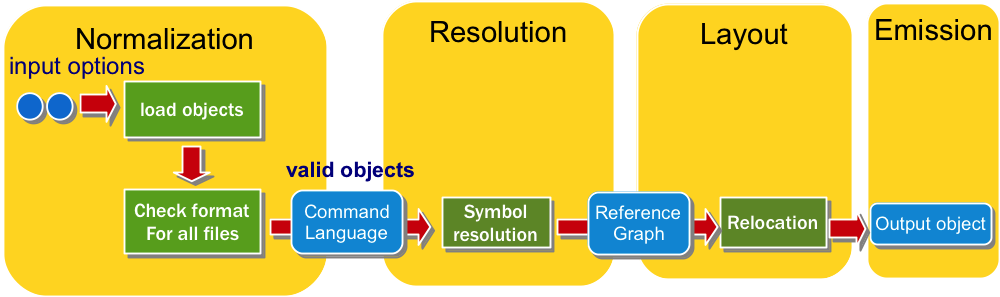 Normalization
input options
load objects
Check format
For all files
valid objects
Command
Language
Resolution
Symbol
resolution
Reference
Graph
Layout
Relocation
Emission
Output object